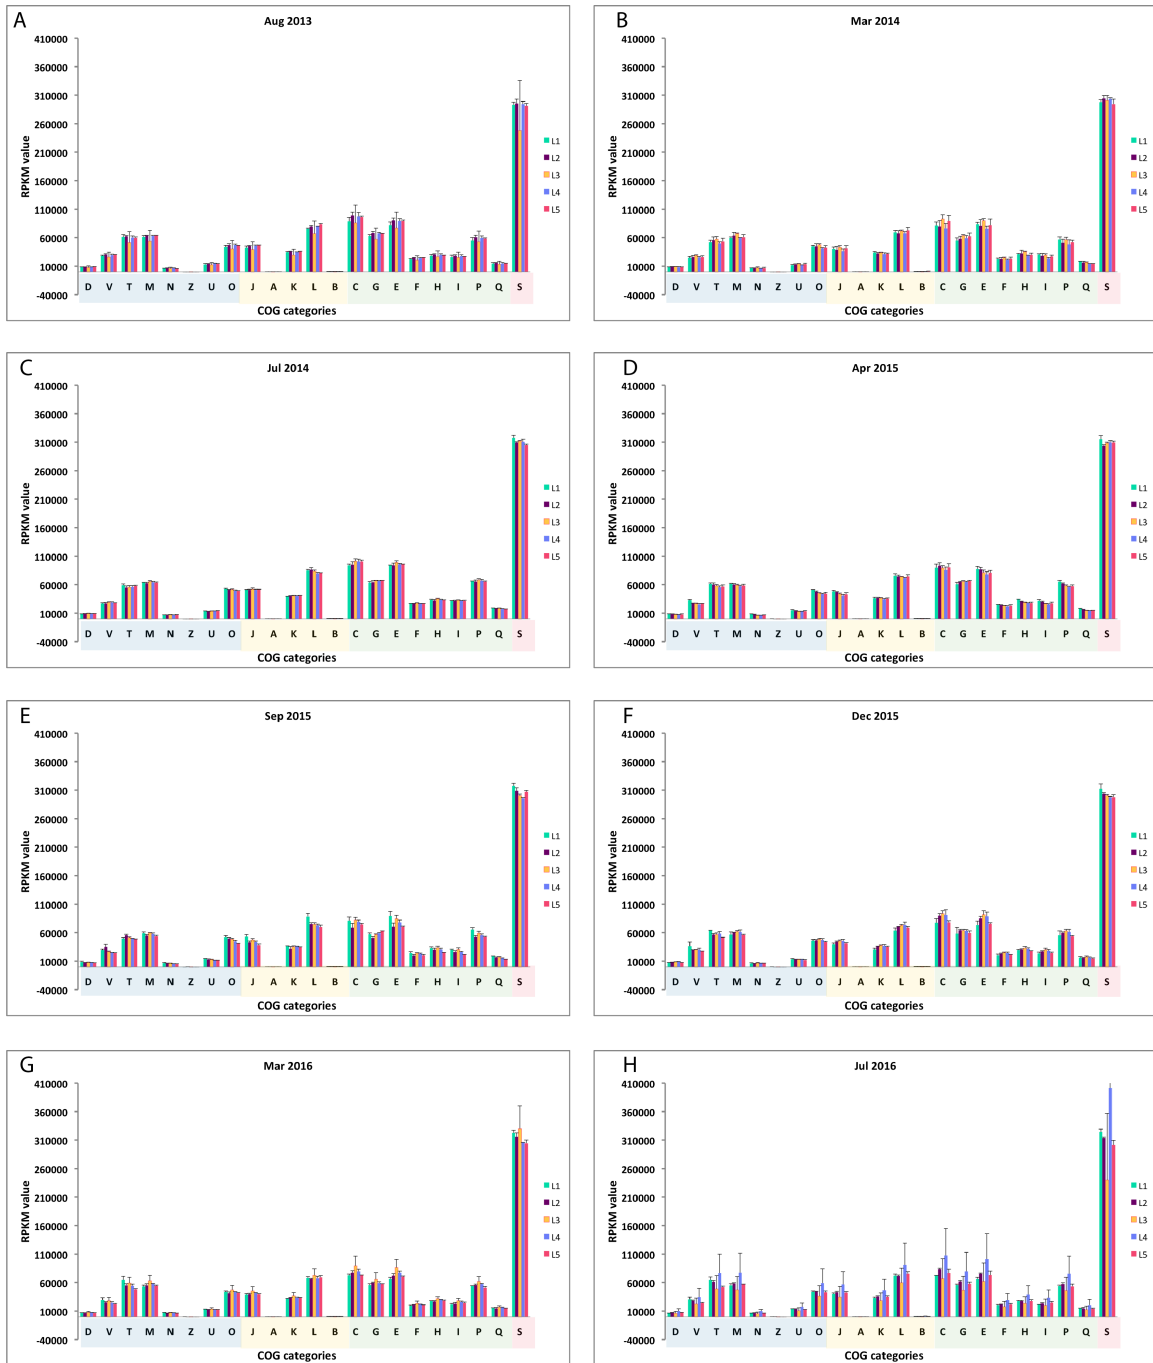 A
Aug 2013
410000
360000
310000
260000
210000
160000
110000
60000
10000
-40000
RPKM value
D V T M N Z U O J A K L B C G E F H I P Q S
COG categories
L1
L2
L3
L4
L5
B
Mar 2014
410000
360000
310000
260000
210000
160000
110000
60000
10000
-40000
RPKM value
D V T M N Z U O J A K L B C G E F H I P Q S
COG categories
L1
L2
L3
L4
L5
C
Jul 2014
410000
360000
310000
260000
210000
160000
110000
60000
10000
-40000
RPKM value
D V T M N Z U O J A K L B C G E F H I P Q S
COG categories
L1
L2
L3
L4
L5
D
Apr 2015
410000
360000
310000
260000
210000
160000
110000
60000
10000
-40000
RPKM value
D V T M N Z U O J A K L B C G E F H I P Q S
COG categories
L1
L2
L3
L4
L5
E
Sep 2015
410000
360000
310000
260000
210000
160000
110000
60000
10000
-40000
RPKM value
D V T M N Z U O J A K L B C G E F H I P Q S
COG categories
L1
L2
L3
L4
L5
F
Dec 2015
410000
360000
310000
260000
210000
160000
110000
60000
10000
-40000
RPKM value
D V T M N Z U O J A K L B C G E F H I P Q S
COG categories
L1
L2
L3
L4
L5
G
Mar 2016
410000
360000
310000
260000
210000
160000
110000
60000
10000
-40000
RPKM value
D V T M N Z U O J A K L B C G E F H I P Q S
COG categories
L1
L2
L3
L4
L5
H
Jul 2016
410000
360000
310000
260000
210000
160000
110000
60000
10000
-40000
RPKM value
D V T M N Z U O J A K L B C G E F H I P Q S
COG categories
L1
L2
L3
L4
L5